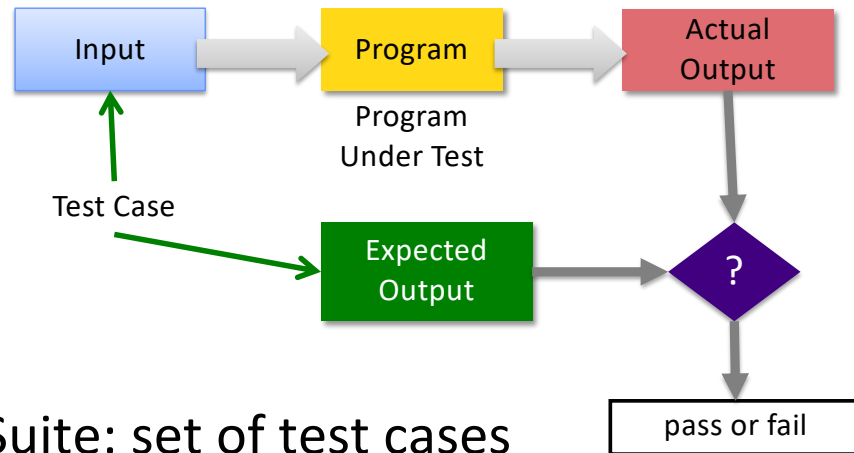 Input
Program
Actual
Output
Program
Under Test
Test Case
Expected
Output
?
Suite: set of test cases
pass or fail